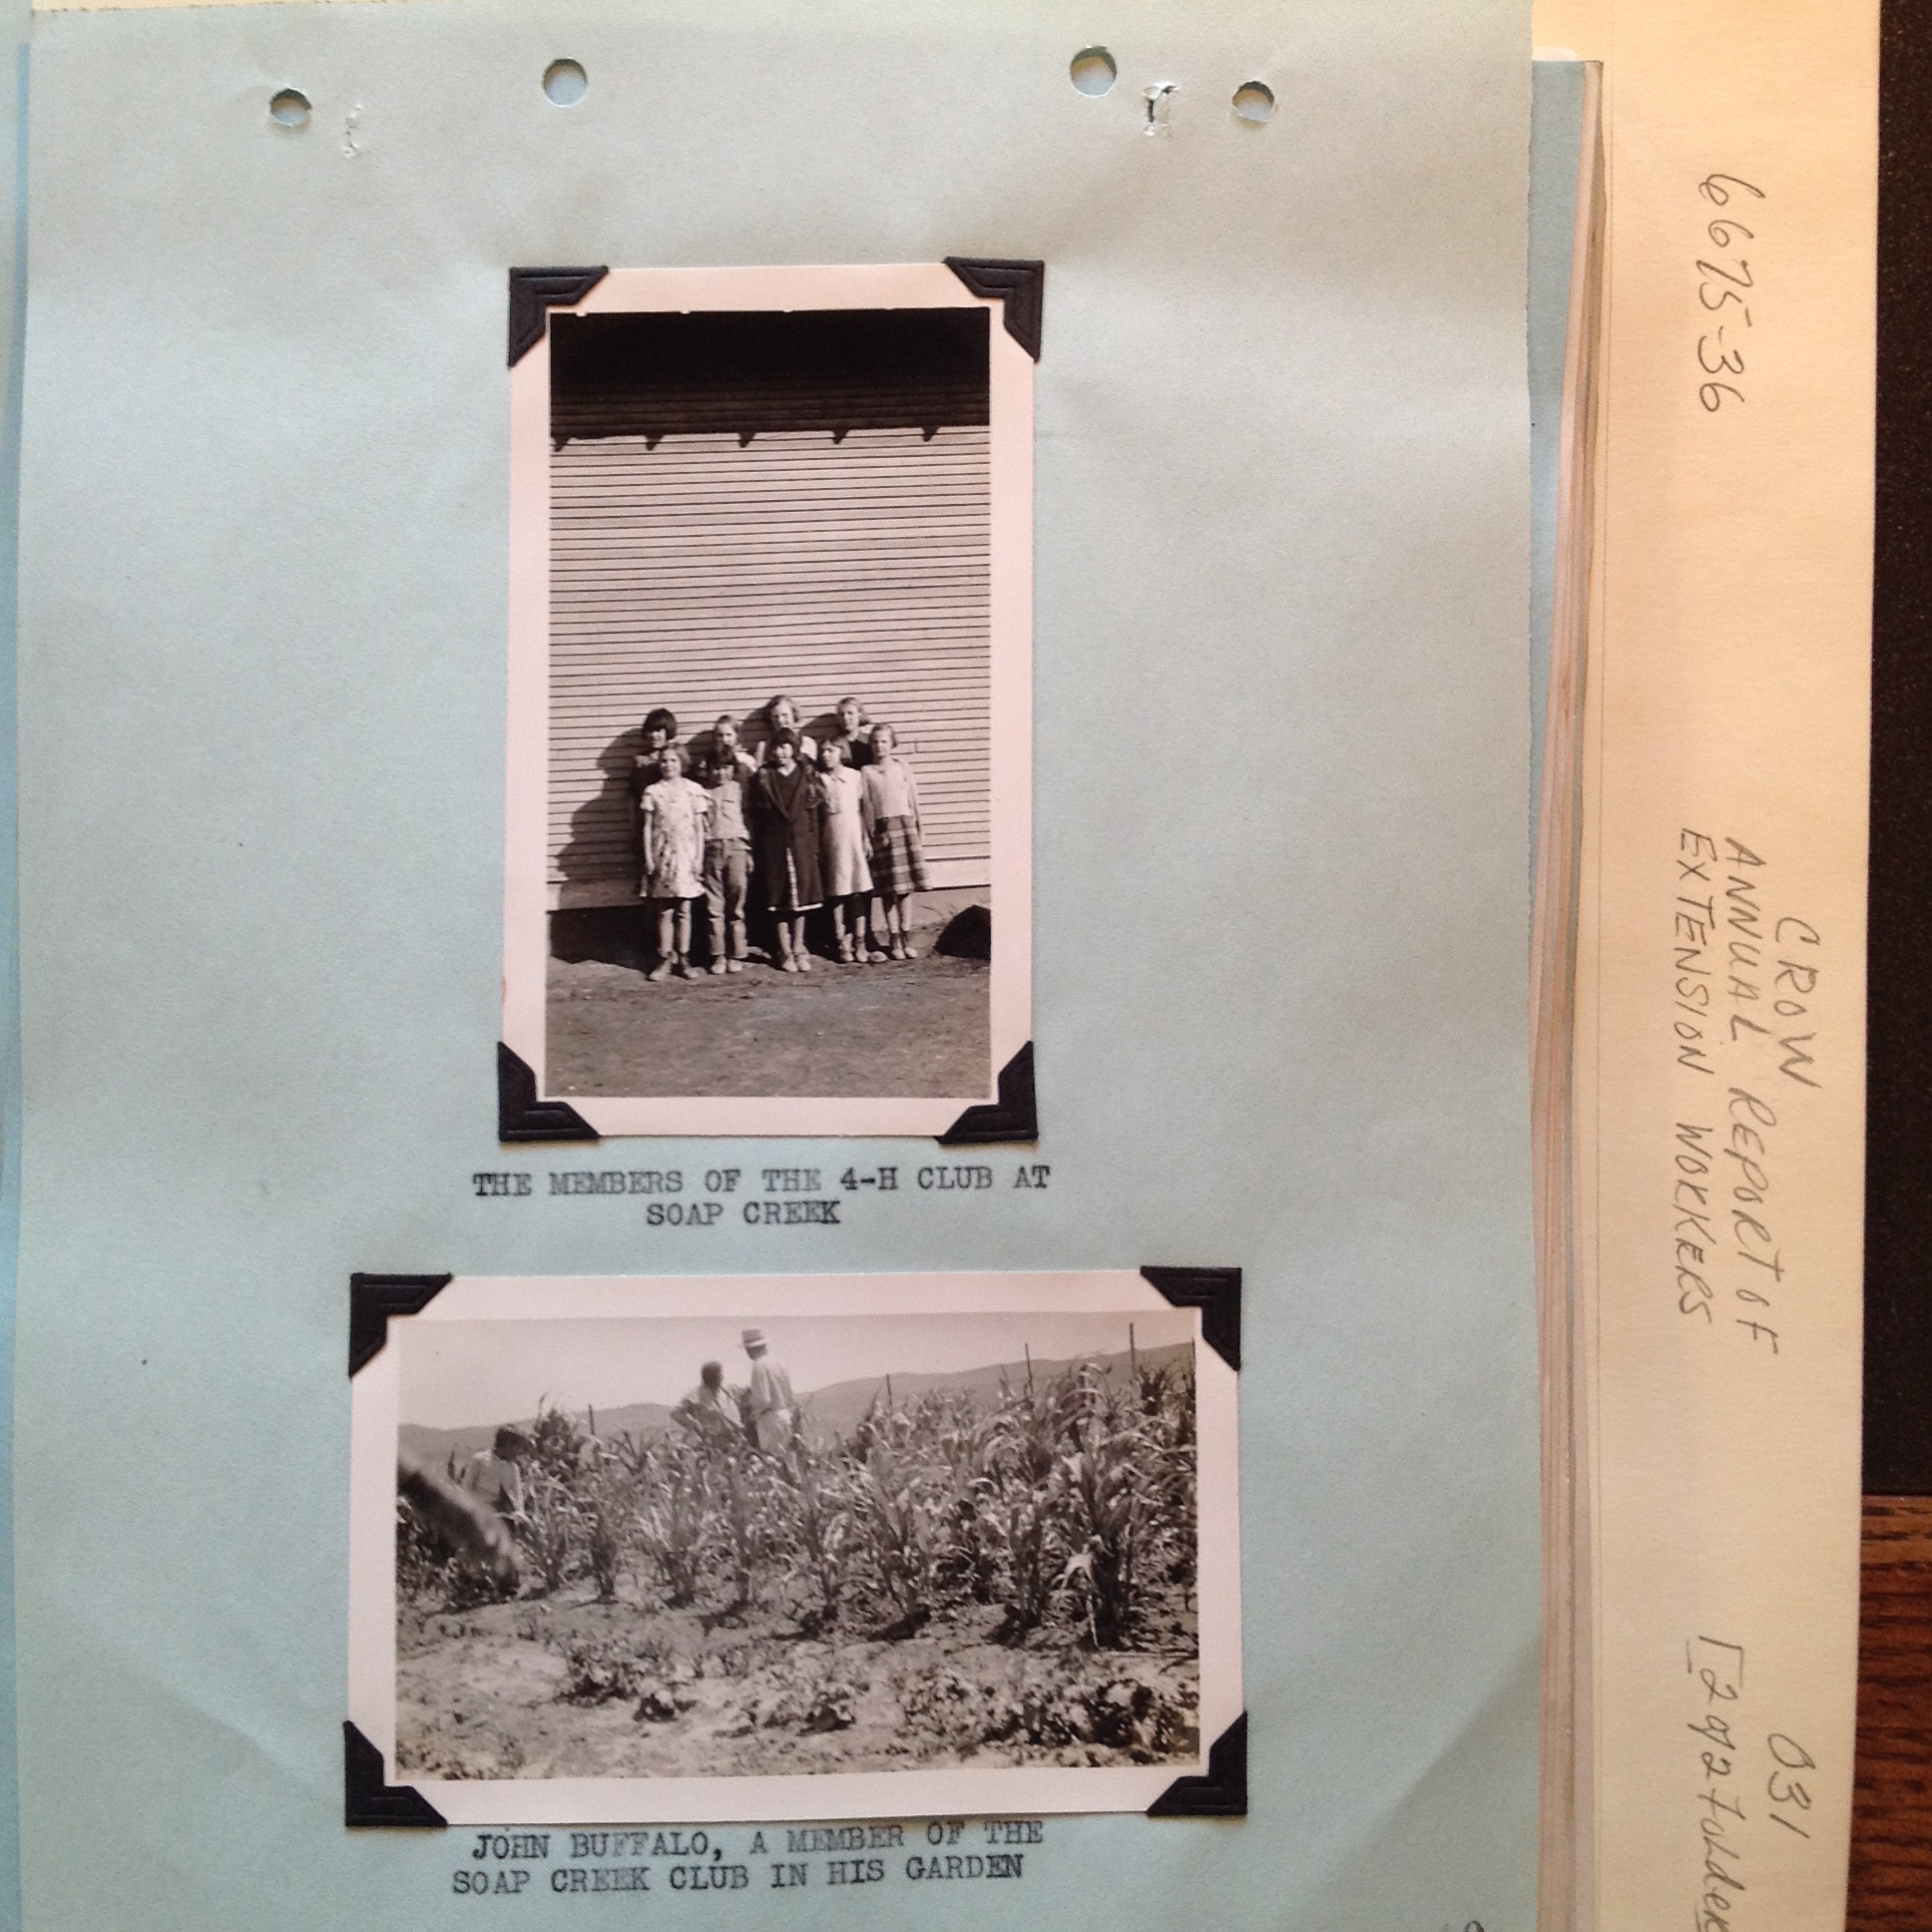 THE MEMBERS OF THE 4-H CLUB AT
SOAP CREEK
JOHN BUFFALO, A MEMBER OF THE
SOAP CREEK CLUB IN HIS GARDEN
6675-36
CROW
ANNUAL REPORT OF
EXTENSION WORKERS
031
[2 of 2 folders